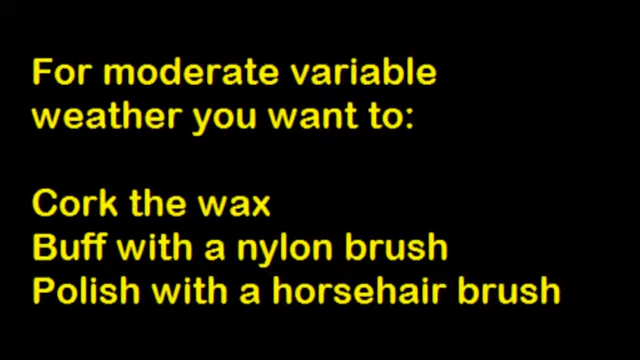 For moderate variable
weather you want to:
Cork the wax
Buff with a nylon brush
Polish with a horsehair brush